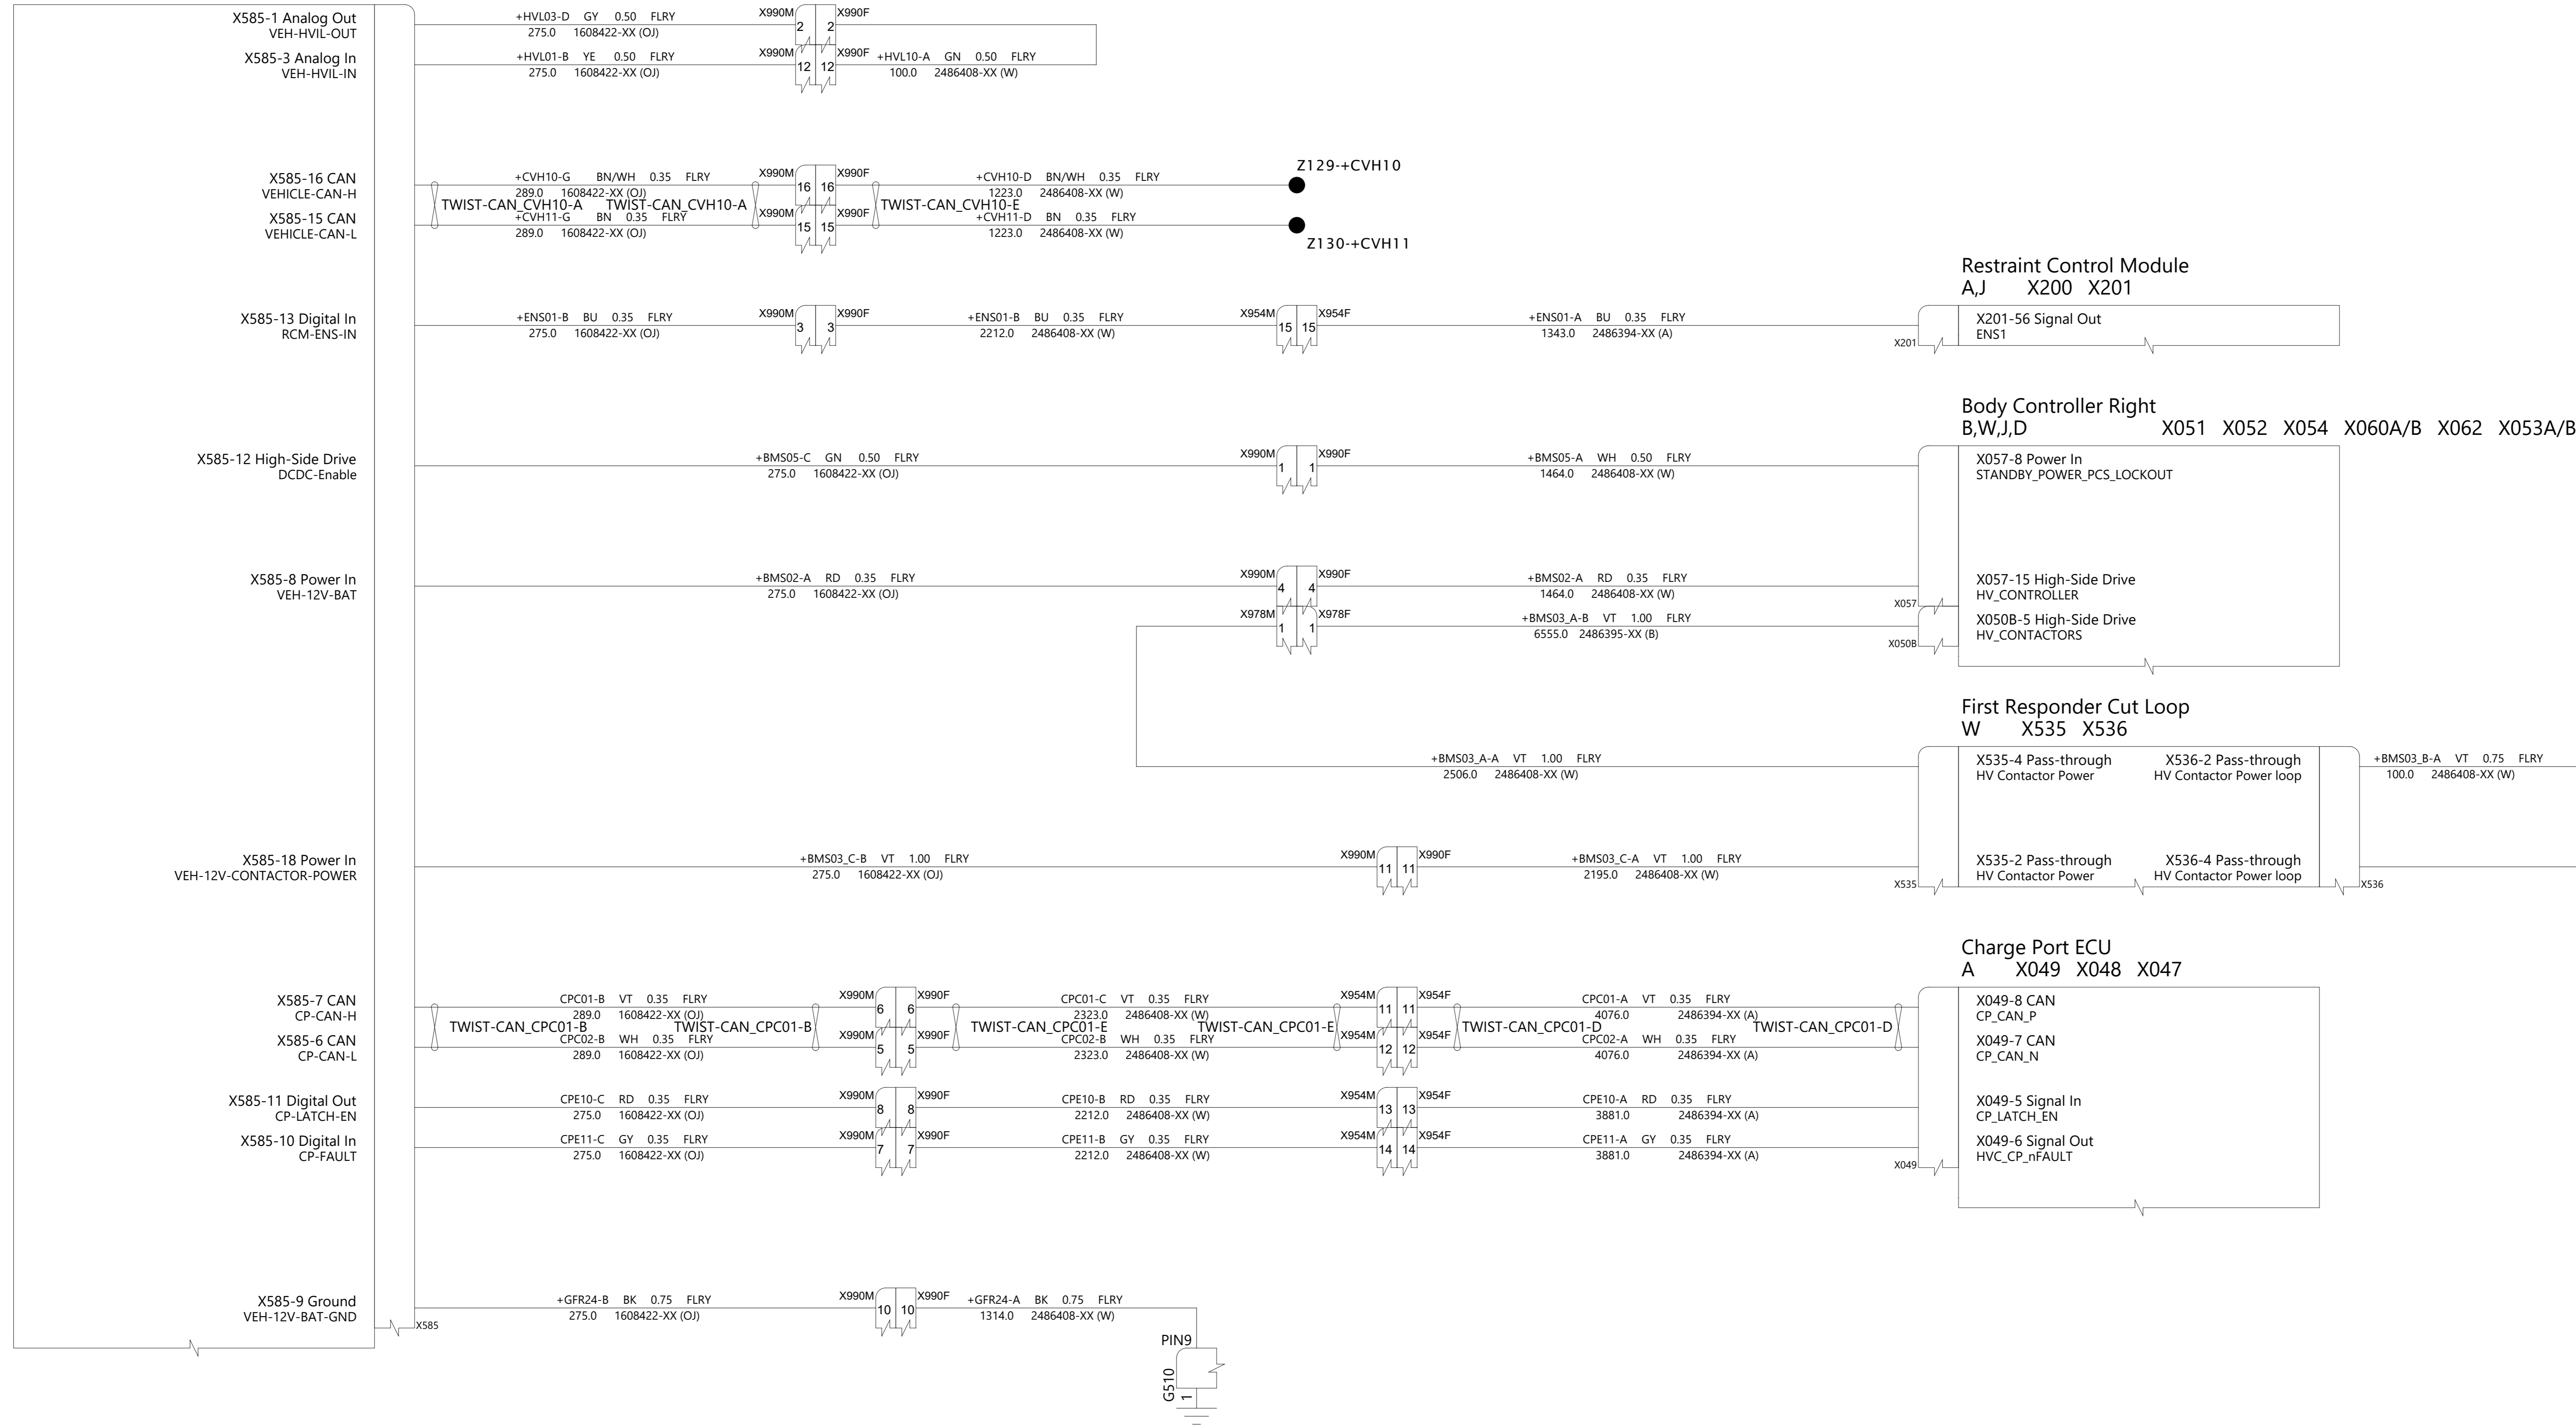 X585-1 Analog Out
VEH-HVIL-OUT
+HVL03-D GY 0.50 FLRY
275.0 1608422-XX (OJ)
X990M 2 2 X990F
X585-3 Analog In
VEH-HVIL-IN
+HVL01-B YE 0.50 FLRY
275.0 1608422-XX (OJ)
X990M 12 12 X990F
+HVL10-A GN 0.50 FLRY
100.0 2486408-XX (W)
X585-16 CAN
VEHICLE-CAN-H
+CVH10-G BN/WH 0.35 FLRY
289.0 1608422-XX (OJ)
X990M 16 16 X990F
+CVH10-D BN/WH 0.35 FLRY
1223.0 2486408-XX (W)
Z129-+CVH10
TWIST-CAN_CVH10-A TWIST-CAN_CVH10-A TWIST-CAN_CVH10-E
X585-15 CAN
VEHICLE-CAN-L
+CVH11-G BN 0.35 FLRY
289.0 1608422-XX (OJ)
X990M 15 15 X990F
+CVH11-D BN 0.35 FLRY
1223.0 2486408-XX (W)
Z130-+CVH11
X585-13 Digital In
RCM-ENS-IN
+ENS01-B BU 0.35 FLRY
275.0 1608422-XX (OJ)
X990M 3 3 X990F
+ENS01-B BU 0.35 FLRY
2212.0 2486408-XX (W)
X954M 15 15 X954F
+ENS01-A BU 0.35 FLRY
1343.0 2486394-XX (A)
Restraint Control Module
A,J X200 X201
X201-56 Signal Out
ENS1
X201
X585-12 High-Side Drive
DCDC-Enable
+BMS05-C GN 0.50 FLRY
275.0 1608422-XX (OJ)
X990M 1 1 X990F
+BMS05-A WH 0.50 FLRY
1464.0 2486408-XX (W)
Body Controller Right
B,W,J,D X051 X052 X054 X060A/B X062 X053A/B
X057-8 Power In
STANDBY_POWER_PCS_LOCKOUT
X585-8 Power In
VEH-12V-BAT
+BMS02-A RD 0.35 FLRY
275.0 1608422-XX (OJ)
X990M 4 4 X990F
+BMS02-A RD 0.35 FLRY
1464.0 2486408-XX (W)
X057-15 High-Side Drive
HV_CONTROLLER
X057
X978M 1 1 X978F
+BMS03_A-B VT 1.00 FLRY
6555.0 2486395-XX (B)
X050B-5 High-Side Drive
HV_CONTACTORS
X050B
First Responder Cut Loop
W X535 X536
+BMS03_A-A VT 1.00 FLRY
2506.0 2486408-XX (W)
X535-4 Pass-through
HV Contactor Power
X536-2 Pass-through
HV Contactor Power loop
+BMS03_B-A VT 0.75 FLRY
100.0 2486408-XX (W)
X585-18 Power In
VEH-12V-CONTACTOR-POWER
+BMS03_C-B VT 1.00 FLRY
275.0 1608422-XX (OJ)
X990M 11 11 X990F
+BMS03_C-A VT 1.00 FLRY
2195.0 2486408-XX (W)
X535-2 Pass-through
HV Contactor Power
X536-4 Pass-through
HV Contactor Power loop
X535
X536
Charge Port ECU
A X049 X048 X047
X585-7 CAN
CP-CAN-H
CPC01-B VT 0.35 FLRY
289.0 1608422-XX (OJ)
X990M 6 6 X990F
CPC01-C VT 0.35 FLRY
2323.0 2486408-XX (W)
X954M 11 11 X954F
CPC01-A VT 0.35 FLRY
4076.0 2486394-XX (A)
X049-8 CAN
CP_CAN_P
TWIST-CAN_CPC01-B TWIST-CAN_CPC01-B TWIST-CAN_CPC01-E TWIST-CAN_CPC01-E TWIST-CAN_CPC01-D TWIST-CAN_CPC01-D
X585-6 CAN
CP-CAN-L
CPC02-B WH 0.35 FLRY
289.0 1608422-XX (OJ)
X990M 5 5 X990F
CPC02-B WH 0.35 FLRY
2323.0 2486408-XX (W)
X954M 12 12 X954F
CPC02-A WH 0.35 FLRY
4076.0 2486394-XX (A)
X049-7 CAN
CP_CAN_N
X585-11 Digital Out
CP-LATCH-EN
CPE10-C RD 0.35 FLRY
275.0 1608422-XX (OJ)
X990M 8 8 X990F
CPE10-B RD 0.35 FLRY
2212.0 2486408-XX (W)
X954M 13 13 X954F
CPE10-A RD 0.35 FLRY
3881.0 2486394-XX (A)
X049-5 Signal In
CP_LATCH_EN
X585-10 Digital In
CP-FAULT
CPE11-C GY 0.35 FLRY
275.0 1608422-XX (OJ)
X990M 7 7 X990F
CPE11-B GY 0.35 FLRY
2212.0 2486408-XX (W)
X954M 14 14 X954F
CPE11-A GY 0.35 FLRY
3881.0 2486394-XX (A)
X049-6 Signal Out
HVC_CP_nFAULT
X049
X585-9 Ground
VEH-12V-BAT-GND
+GFR24-B BK 0.75 FLRY
275.0 1608422-XX (OJ)
X990M 10 10 X990F
+GFR24-A BK 0.75 FLRY
1314.0 2486408-XX (W)
X585
PIN9
G510
1